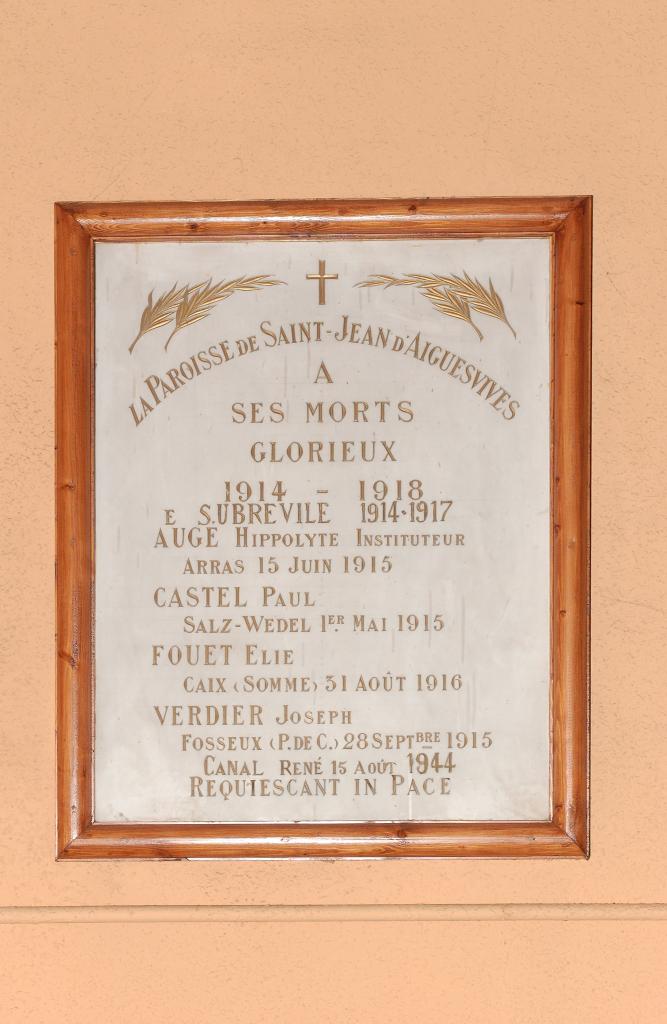 LA PAROISSE DE SAINT-JEAN D'AIGUESVIVES
A
SES MORTS
GLORIEUX
1914 - 1918
E S.UBREVILE 1914·1917
AUGE HIPPOLYTE INSTITUTEUR
ARRAS 15 JUIN 1915
CASTEL PAUL
SALZ-WEDEL 1ER MAI 1915
FOUET ELIE
CAIX (SOMME) 31 AOÛT 1916
VERDIER JOSEPH
FOSSEUX (P.DE C.) 28 SEPTBRE 1915
CANAL RENÉ 15 AOÛT 1944
REQUIESCANT IN PACE